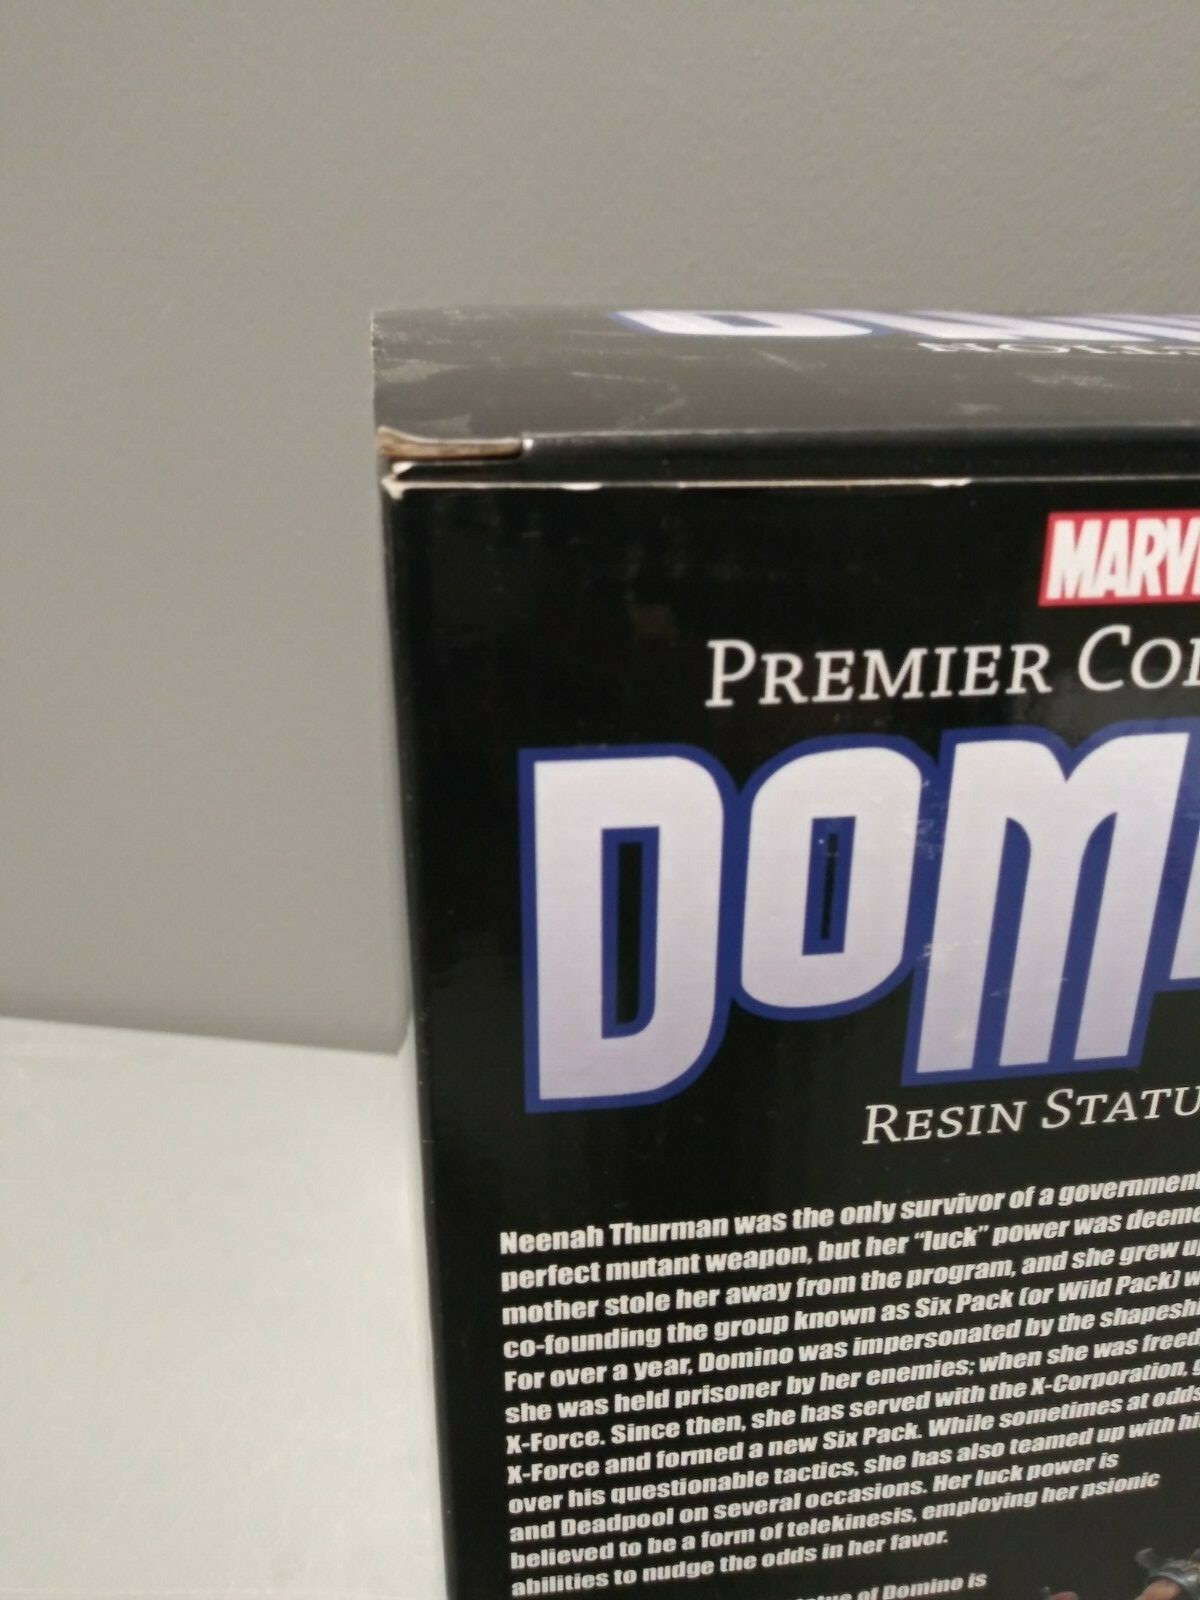 MARV
PREMIER COL
DOM
RESIN STATU
Neenah Thurman was the only survivor of a government
perfect mutant weapon, but her “luck” power was deeme
mother stole her away from the program, and she grew u
co-founding the group known as Six Pack (or Wild Pack) w
For over a year, Domino was impersonated by the shapesh
she was held prisoner by her enemies; when she was freed
X-Force. Since then, she has served with the X-Corporation, s
X-Force and formed a new Six Pack. While sometimes at odds
over his questionable tactics, she has also teamed up with hi
and Deadpool on several occasions. Her luck power is
believed to be a form of telekinesis, employing her psionic
abilities to nudge the odds in her favor.
of Domino is